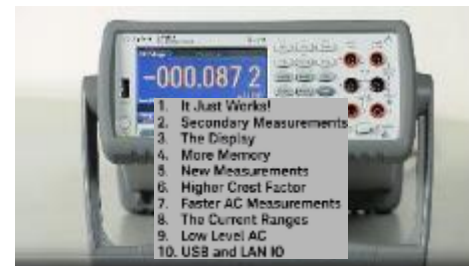 -000.087 2
1. It Just Works!
2. Secondary Measurements
3. The Display
4. More Memory
5. New Measurements
6. Higher Crest Factor
7. Faster AC Measurements
8. The Current Ranges
9. Low Level AC
10. USB and LAN IO